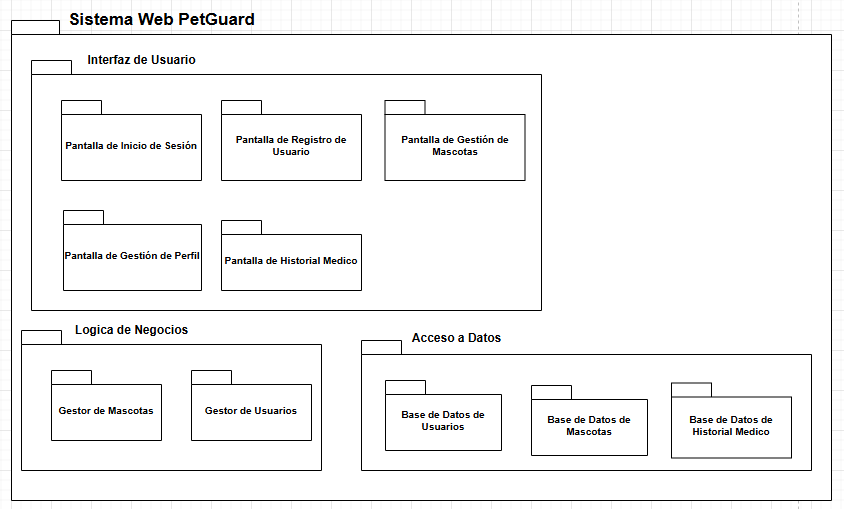 Sistema Web PetGuard
Interfaz de Usuario
Pantalla de Inicio de Sesión
Pantalla de Registro de
Usuario
Pantalla de Gestión de
Mascotas
Pantalla de Gestión de Perfil
Pantalla de Historial Medico
Logica de Negocios
Gestor de Mascotas
Gestor de Usuarios
Acceso a Datos
Base de Datos de
Usuarios
Base de Datos de
Mascotas
Base de Datos de
Historial Medico